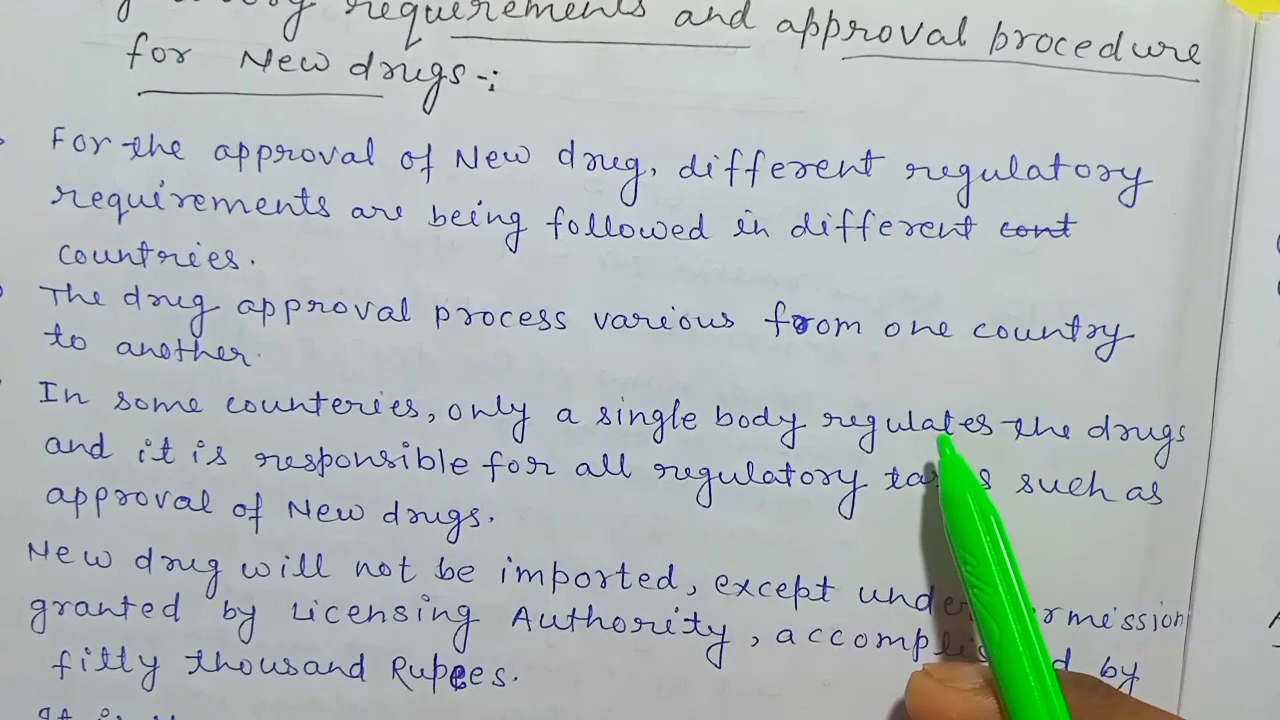 requirements and approval procedure
for New drugs-:
For the approval of New drug, different regulatory
requirements are being followed in different cont
countries.
The drug approval process various from one country
to another.
In some counteries, only a single body regulates the drugs
and it is responsible for all regulatory such as
approval of New drugs.
New drug will not be imported, except
granted by Licensing Authority, by
fifty thousand Rupees.